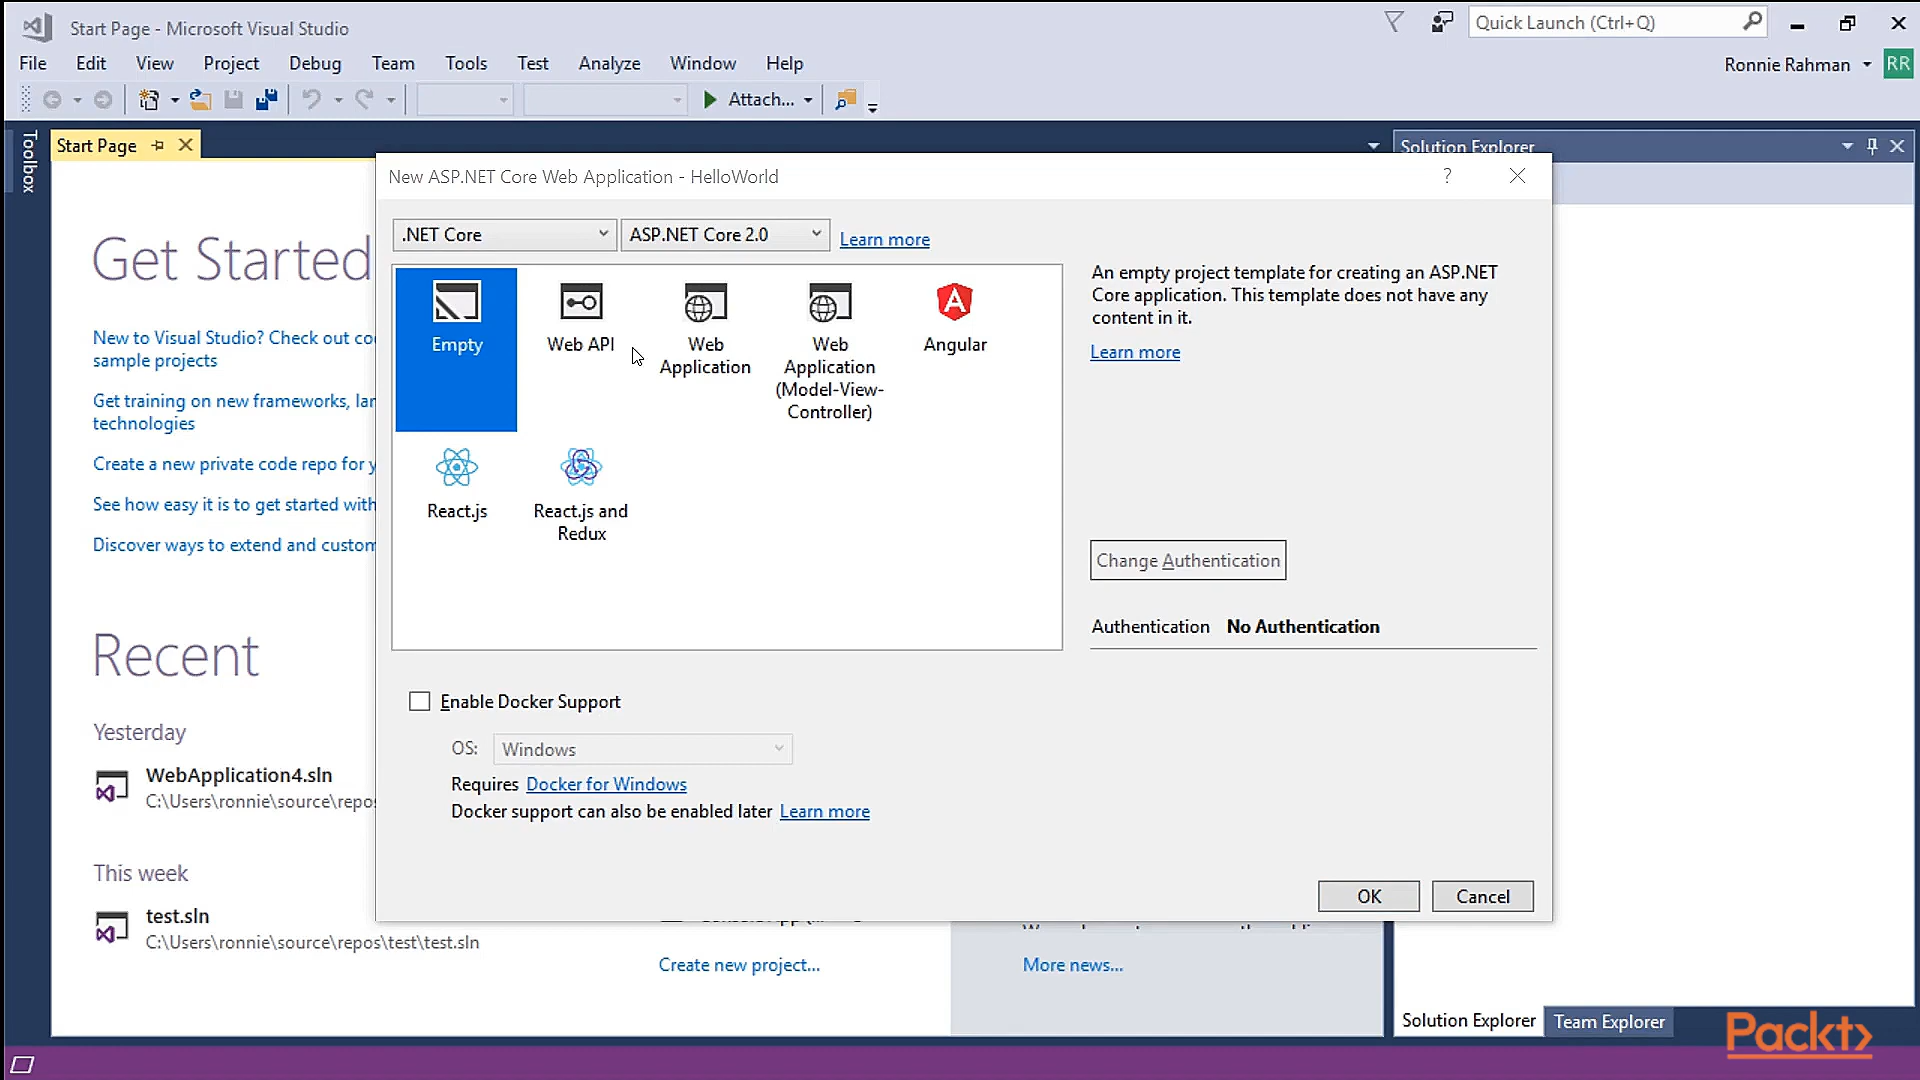 Start Page - Microsoft Visual Studio
Quick Launch (Ctrl+Q)
File Edit View Project Debug Team Tools Test Analyze Window Help
Ronnie Rahman RR
Attach...
Toolbox
Start Page
Solution Explorer
New ASP.NET Core Web Application - HelloWorld
?
.NET Core
ASP.NET Core 2.0
Learn more
Empty
Web API
Web
Application
Web
Application
(Model-View-
Controller)
Angular
React.js
React.js and
Redux
An empty project template for creating an ASP.NET
Core application. This template does not have any
content in it.
Learn more
Change Authentication
Authentication No Authentication
Enable Docker Support
OS: Windows
Requires Docker for Windows
Docker support can also be enabled later Learn more
OK
Cancel
Get Started
New to Visual Studio? Check out
sample projects
Get training on new frameworks,
technologies
Create a new private code repo for
See how easy it is to get started with
Discover ways to extend and
Recent
Yesterday
WebApplication4.sln
C:\Users\ronnie\source\repos
This week
test.sln
C:\Users\ronnie\source\repos\test\test.sln
Create new project...
More news...
Solution Explorer
Team Explorer
Packt>